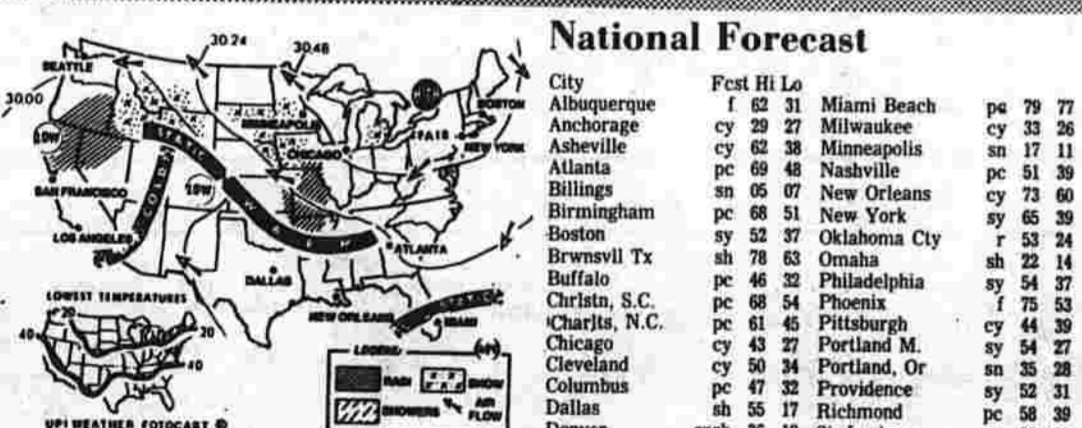 30.24
30.48
SEATTLE
30.00
LOW
BOSTON
MINNEAPOLIS
NEW YORK
CHICAGO
SAN FRANCISCO
COLD
LOW
LOS ANGELES
ATLANTA
DALLAS
NEW ORLEANS
MIAMI
LOWEST TEMPERATURES
20
20
40
40
LEGEND
RAIN
SNOW
SHOWERS
AIR FLOW
UPI WEATHER FOTOCAST ©
National Forecast
City Fcst Hi Lo
Albuquerque f 62 31
Anchorage cy 29 27
Asheville cy 62 38
Atlanta pc 69 48
Billings sn 05 07
Birmingham pc 68 51
Boston sy 52 37
Brwnsvll Tx sh 78 63
Buffalo pc 46 32
Chrlstn, S.C. pc 68 54
Charlts, N.C. pc 61 45
Chicago cy 43 27
Cleveland cy 50 34
Columbus pc 47 32
Dallas sh 55 17
Miami Beach pc 79 77
Milwaukee cy 33 26
Minneapolis sn 17 11
Nashville pc 51 39
New Orleans cy 73 60
New York sy 65 39
Oklahoma Cty r 53 24
Omaha sh 22 14
Philadelphia sy 54 37
Phoenix f 75 53
Pittsburgh cy 44 39
Portland M. sy 54 27
Portland, Or sn 35 28
Providence sy 52 31
Richmond pc 58 39